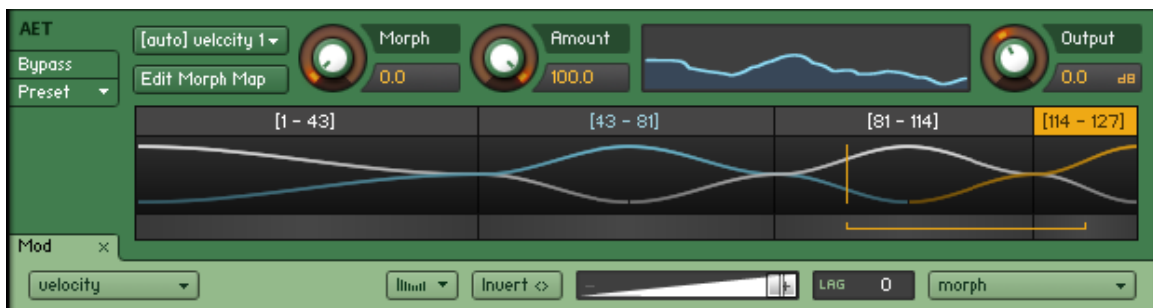 AET
Bypass
Preset
[auto] velccity 1
Edit Morph Map
Morph
0.0
Amount
100.0
Output
0.0 dB
[1 - 43] [43 - 81] [81 - 114] [114 - 127]
Mod ×
velocity
Invert <>
- +
LAG 0
morph